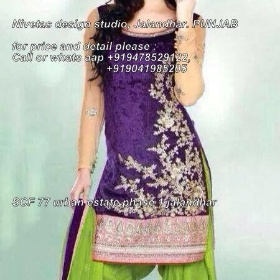 Nivetas design studio, Jalandhar. PUNJAB
for price and detail please :
Call or whats aap +919478529122,
+919041985205
SCF 77 urban estate phase 1 jalandhar